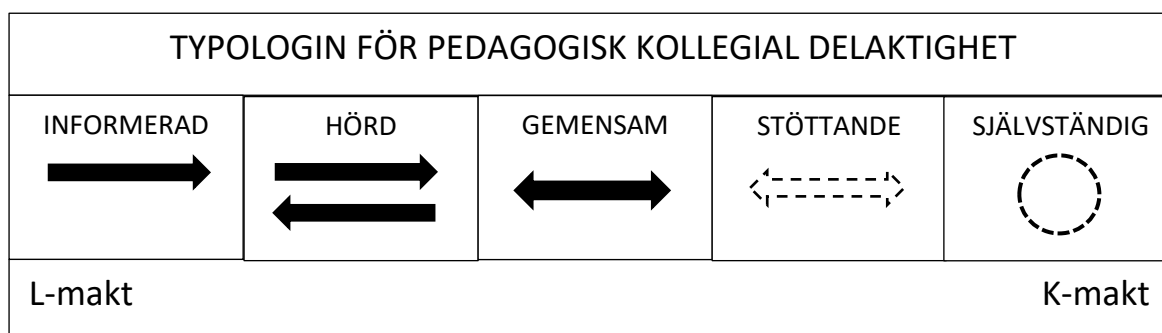 TYPOLOGIN FÖR PEDAGOGISK KOLLEGIAL DELAKTIGHET
INFORMERAD
HÖRD
GEMENSAM
STÖTTANDE
SJÄLVSTÄNDIG
L-makt
K-makt